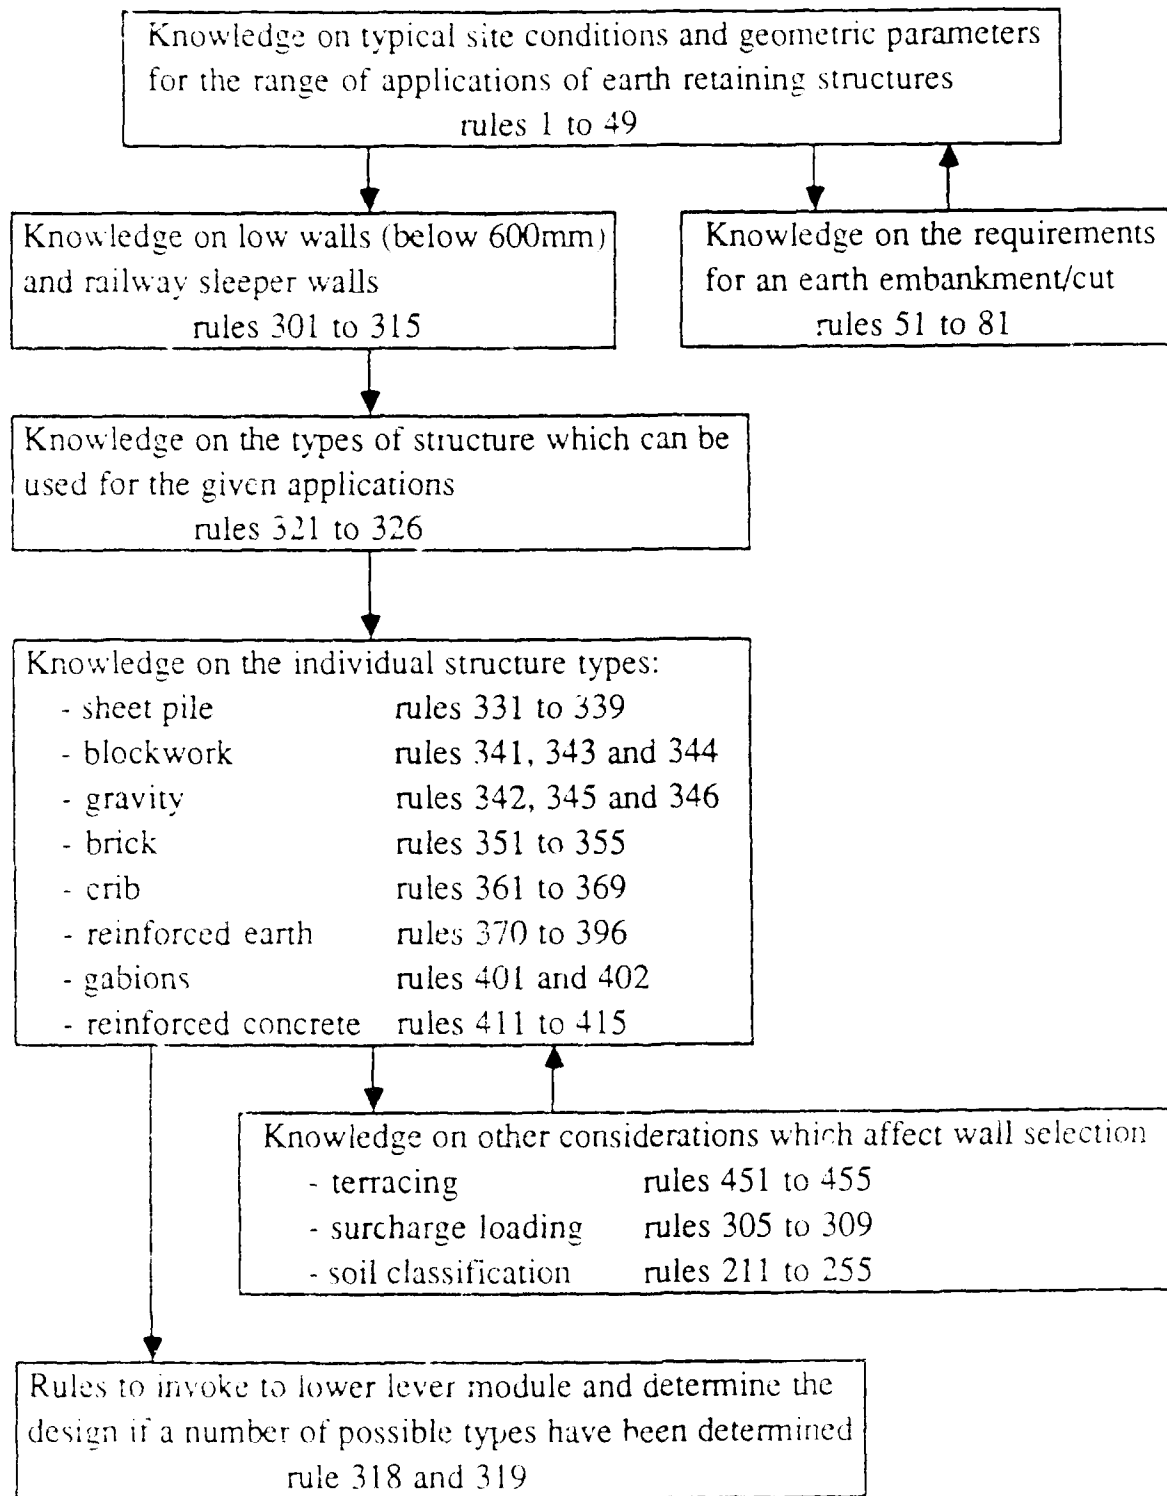 Knowledge on typical site conditions and geometric parameters
for the range of applications of earth retaining structures
rules 1 to 49
Knowledge on low walls (below 600mm)
and railway sleeper walls
rules 301 to 315
Knowledge on the requirements
for an earth embankment/cut
rules 51 to 81
Knowledge on the types of structure which can be
used for the given applications
rules 321 to 326
Knowledge on the individual structure types:
- sheet pile rules 331 to 339
- blockwork rules 341, 343 and 344
- gravity rules 342, 345 and 346
- brick rules 351 to 355
- crib rules 361 to 369
- reinforced earth rules 370 to 396
- gabions rules 401 and 402
- reinforced concrete rules 411 to 415
Knowledge on other considerations which affect wall selection
- terracing rules 451 to 455
- surcharge loading rules 305 to 309
- soil classification rules 211 to 255
Rules to invoke to lower lever module and determine the
design if a number of possible types have been determined
rule 318 and 319